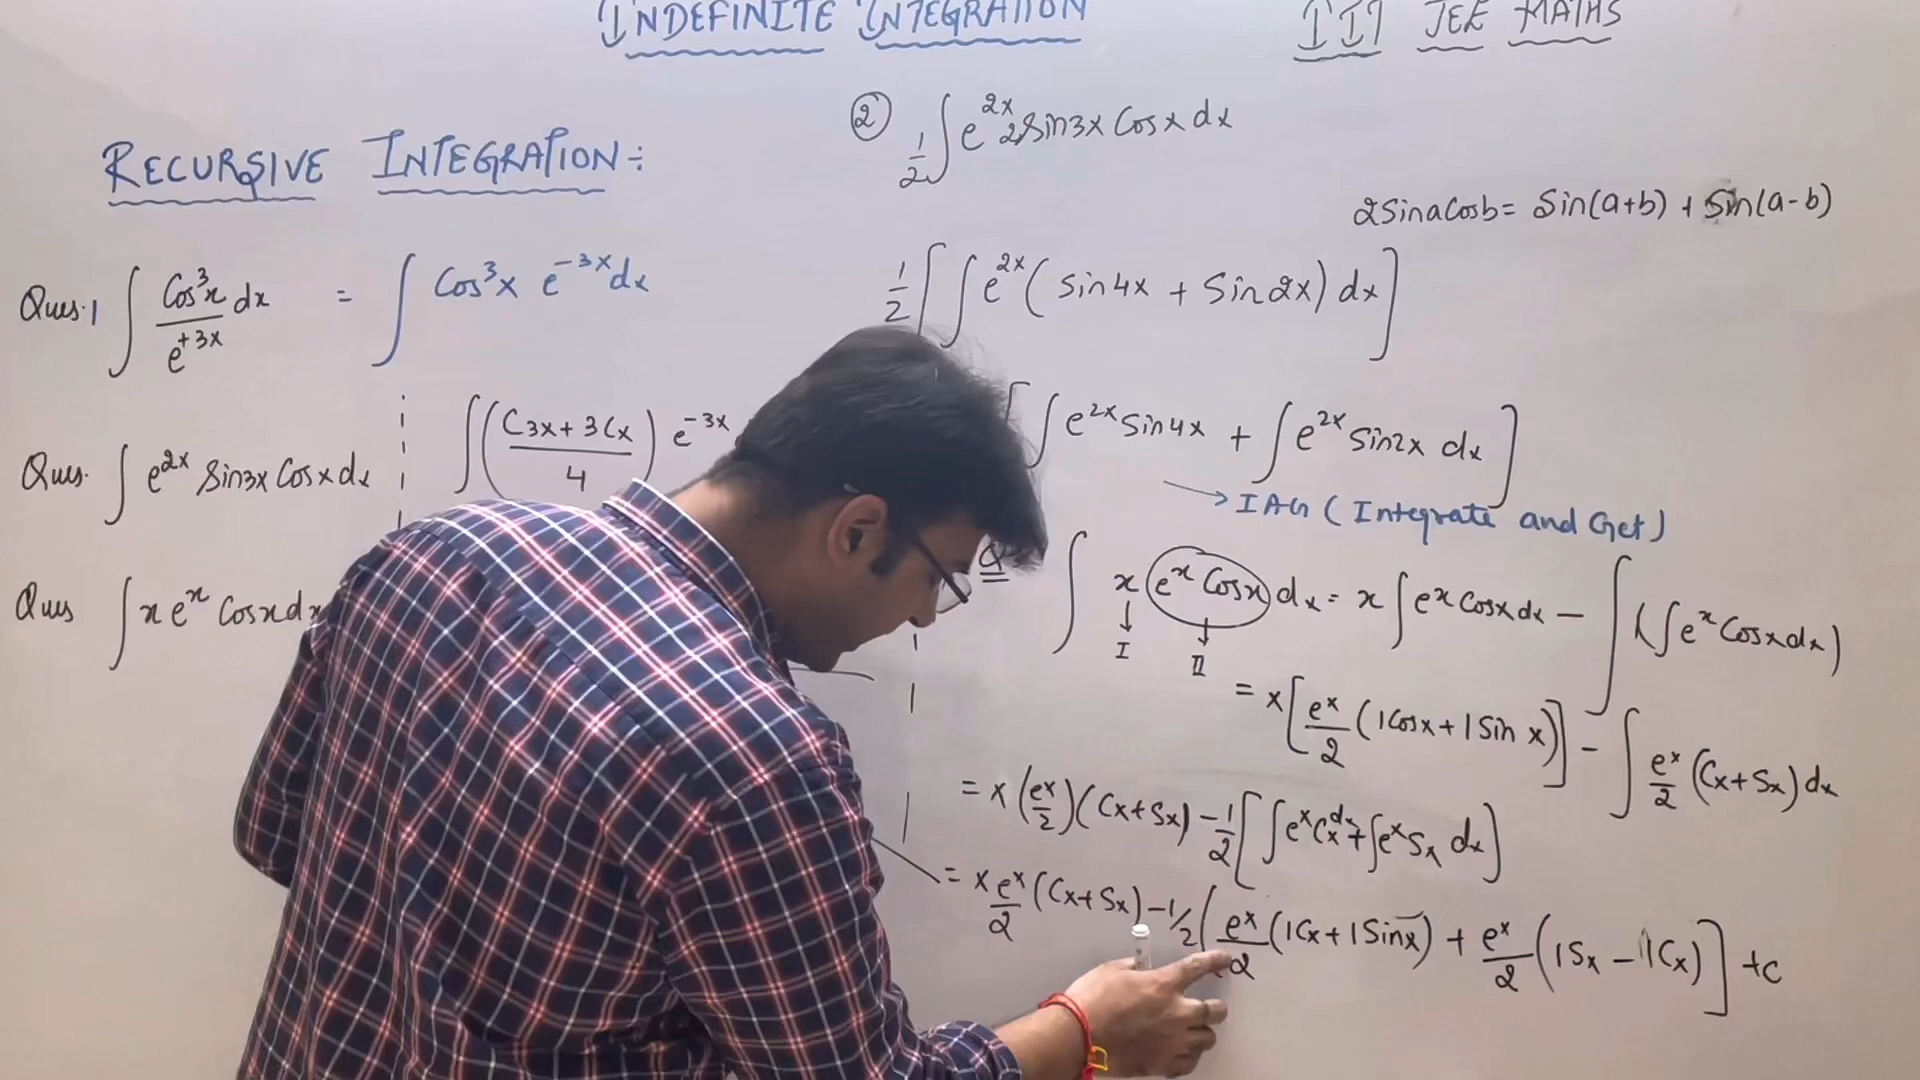 INDEFINITE INTEGRATION
IIT JEE MATHS
RECURSIVE INTEGRATION:
Ques.1 ∫ Cos³x/e^{+3x} dx = ∫ Cos³x e^{-3x} dx
∫ (C3x + 3Cx / 4) e^{-3x}
Ques. ∫ e^{2x} Sin3x Cosx dx
Ques ∫ x e^x Cosx dx
② 1/2 ∫ e^{2x} 2Sin3x Cosx dx
2SinaCosb = Sin(a+b) + Sin(a-b)
1/2 [∫ e^{2x} (Sin4x + Sin2x) dx]
∫ e^{2x} Sin4x + ∫ e^{2x} Sin2x dx]
→ IAG (Integrate and Get)
Q ∫ x (e^x Cosx) dx = x ∫ e^x Cosx dx - ∫ (∫ e^x Cosx dx)
↓ I ↓ II
= x [e^x/2 (1Cosx + 1Sin x)] - ∫ e^x/2 (Cx + Sx) dx
= x (e^x/2) (Cx + Sx) - 1/2 [∫ e^x Cx dx + ∫ e^x Sx dx]
= x e^x/2 (Cx + Sx) - 1/2 [e^x/2 (1Cx + 1Sinx) + e^x/2 (1Sx - 1Cx)] + c